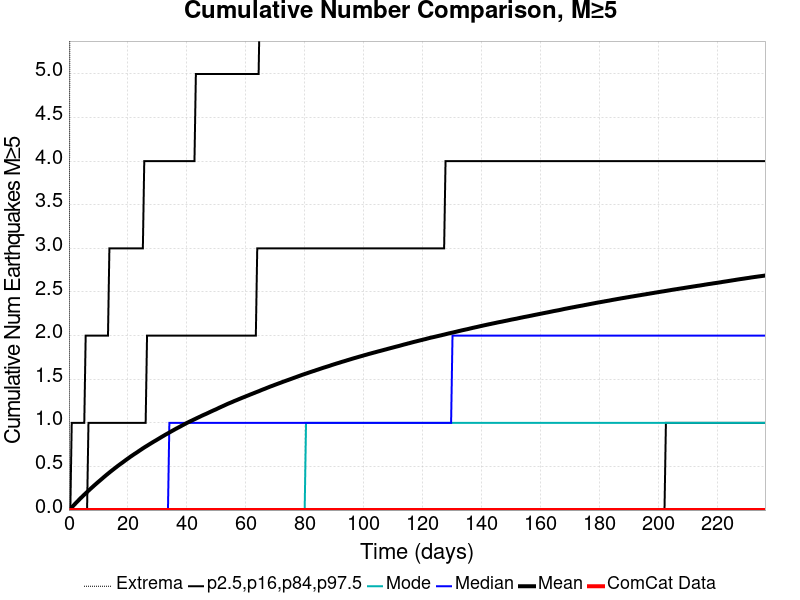 Cumulative Number Comparison, M≥5
Cumulative Num Earthquakes M≥5
5.0
4.5
4.0
3.5
3.0
2.5
2.0
1.5
1.0
0.5
0.0
0 20 40 60 80 100 120 140 160 180 200 220
Time (days)
Extrema p2.5,p16,p84,p97.5 Mode Median Mean ComCat Data